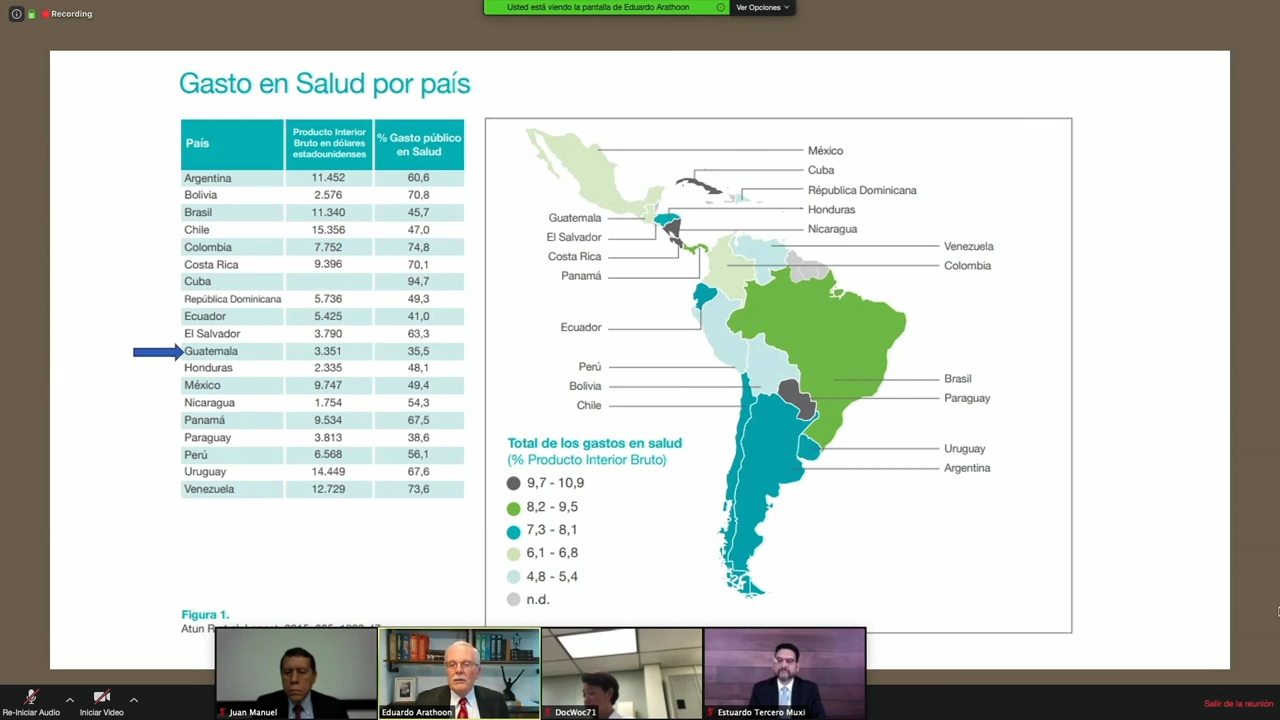 Recording
Usted está viendo la pantalla de Eduardo Arathoon
Ver Opciones
Gasto en Salud por país
País Producto Interior Bruto en dólares estadounidenses % Gasto público en Salud
Argentina 11.452 60,6
Bolivia 2.576 70,8
Brasil 11.340 45,7
Chile 15.356 47,0
Colombia 7.752 74,8
Costa Rica 9.396 70,1
Cuba 94,7
República Dominicana 5.736 49,3
Ecuador 5.425 41,0
El Salvador 3.790 63,3
Guatemala 3.351 35,5
Honduras 2.335 48,1
México 9.747 49,4
Nicaragua 1.754 54,3
Panamá 9.534 67,5
Paraguay 3.813 38,6
Perú 6.568 56,1
Uruguay 14.449 67,6
Venezuela 12.729 73,6
México
Cuba
Républica Dominicana
Honduras
Nicaragua
Guatemala
El Salvador
Costa Rica
Panamá
Venezuela
Colombia
Ecuador
Perú
Bolivia
Chile
Brasil
Paraguay
Uruguay
Argentina
Total de los gastos en salud
(% Producto Interior Bruto)
9,7 - 10,9
8,2 - 9,5
7,3 - 8,1
6,1 - 6,8
4,8 - 5,4
n.d.
Figura 1.
Atun
Juan Manuel
Eduardo Arathoon
DocWoc71
Estuardo Tercero Muxi
Re-Iniciar Audio
Iniciar Video
Salir de la reunión